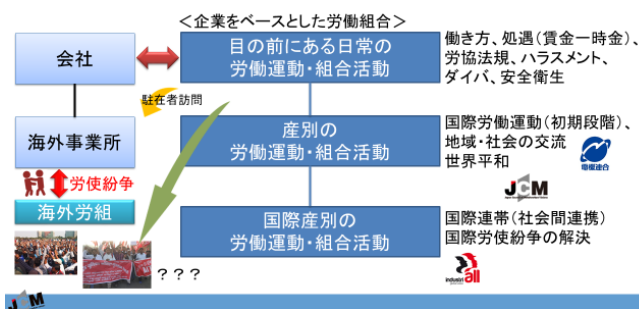 ＜企業をベースとした労働組合＞
会社
目の前にある日常の
労働運動・組合活動
働き方、処遇(賃金一時金)、
労協法規、ハラスメント、
ダイバ、安全衛生
駐在者訪問
海外事業所
産別の
労働運動・組合活動
国際労働運動(初期段階)、
地域・社会の交流
世界平和
電機連合
JCM
労使紛争
海外労組
国際産別の
労働運動・組合活動
国際連帯(社会間連携)
国際労使紛争の解決
industriall
？？？
JCM